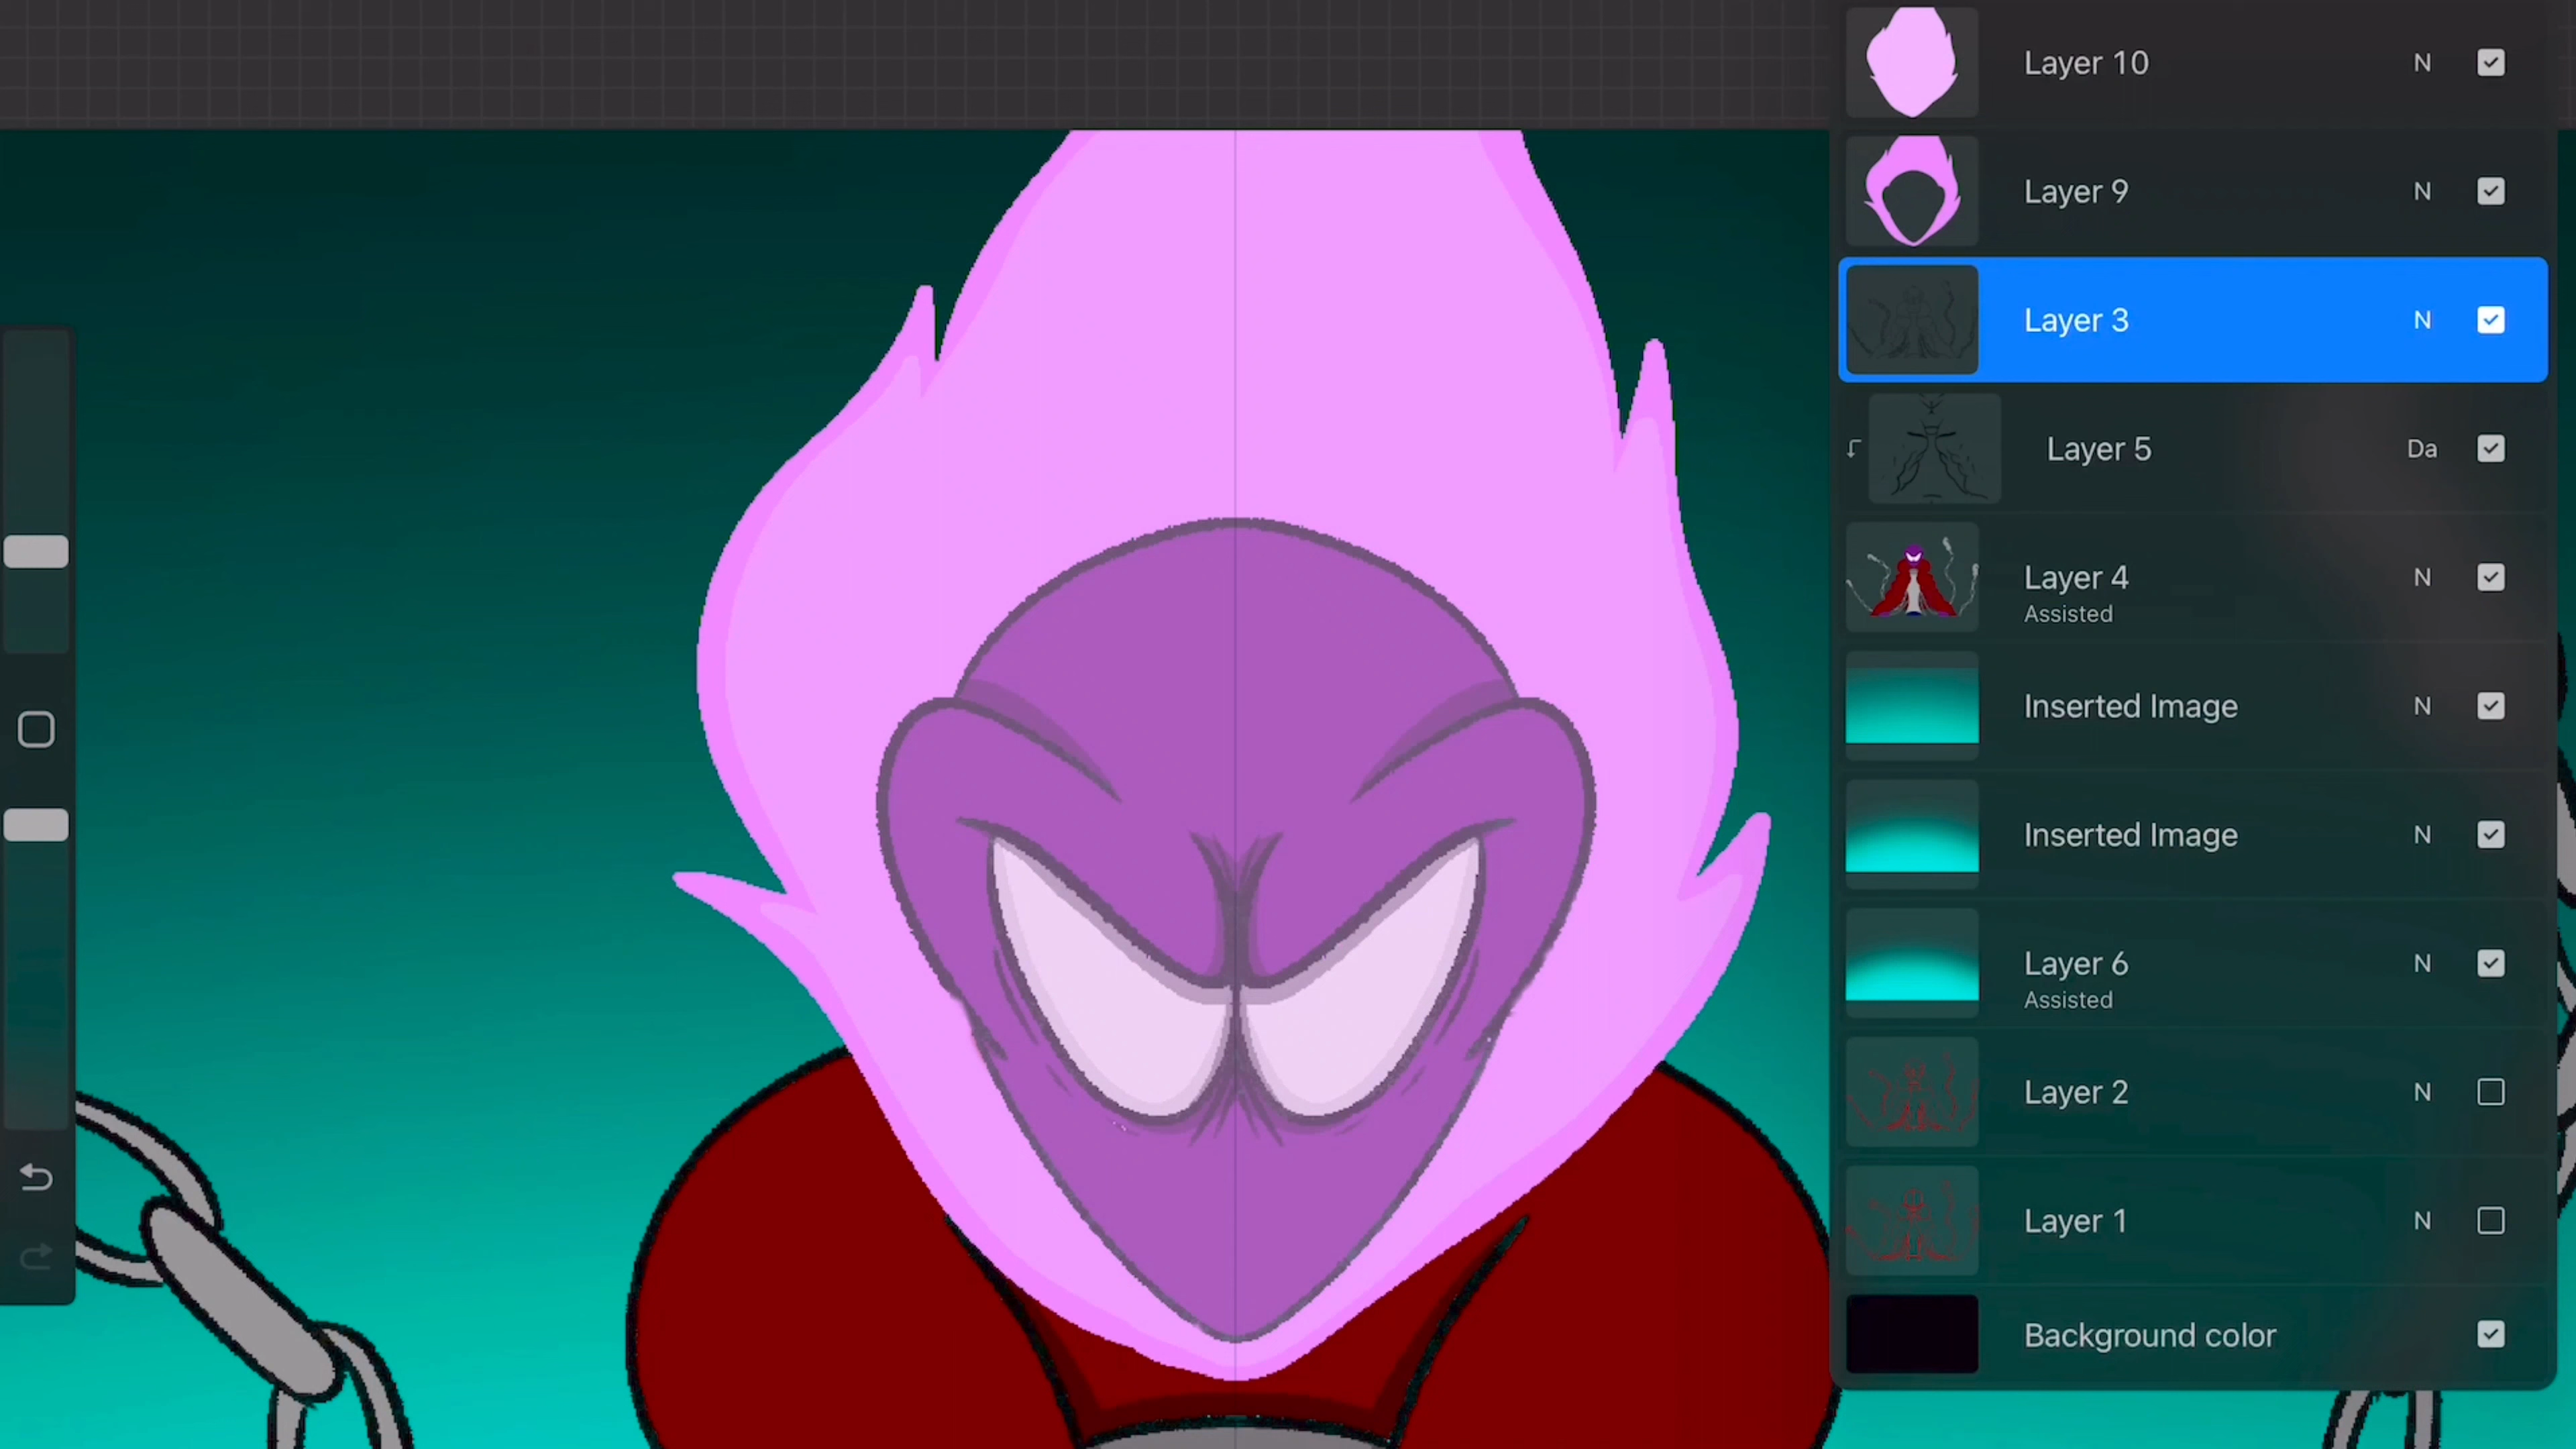 Layer 10 N
Layer 9 N
Layer 3 N
Layer 5 Da
Layer 4 N
Assisted
Inserted Image N
Inserted Image N
Layer 6 N
Assisted
Layer 2 N
Layer 1 N
Background color